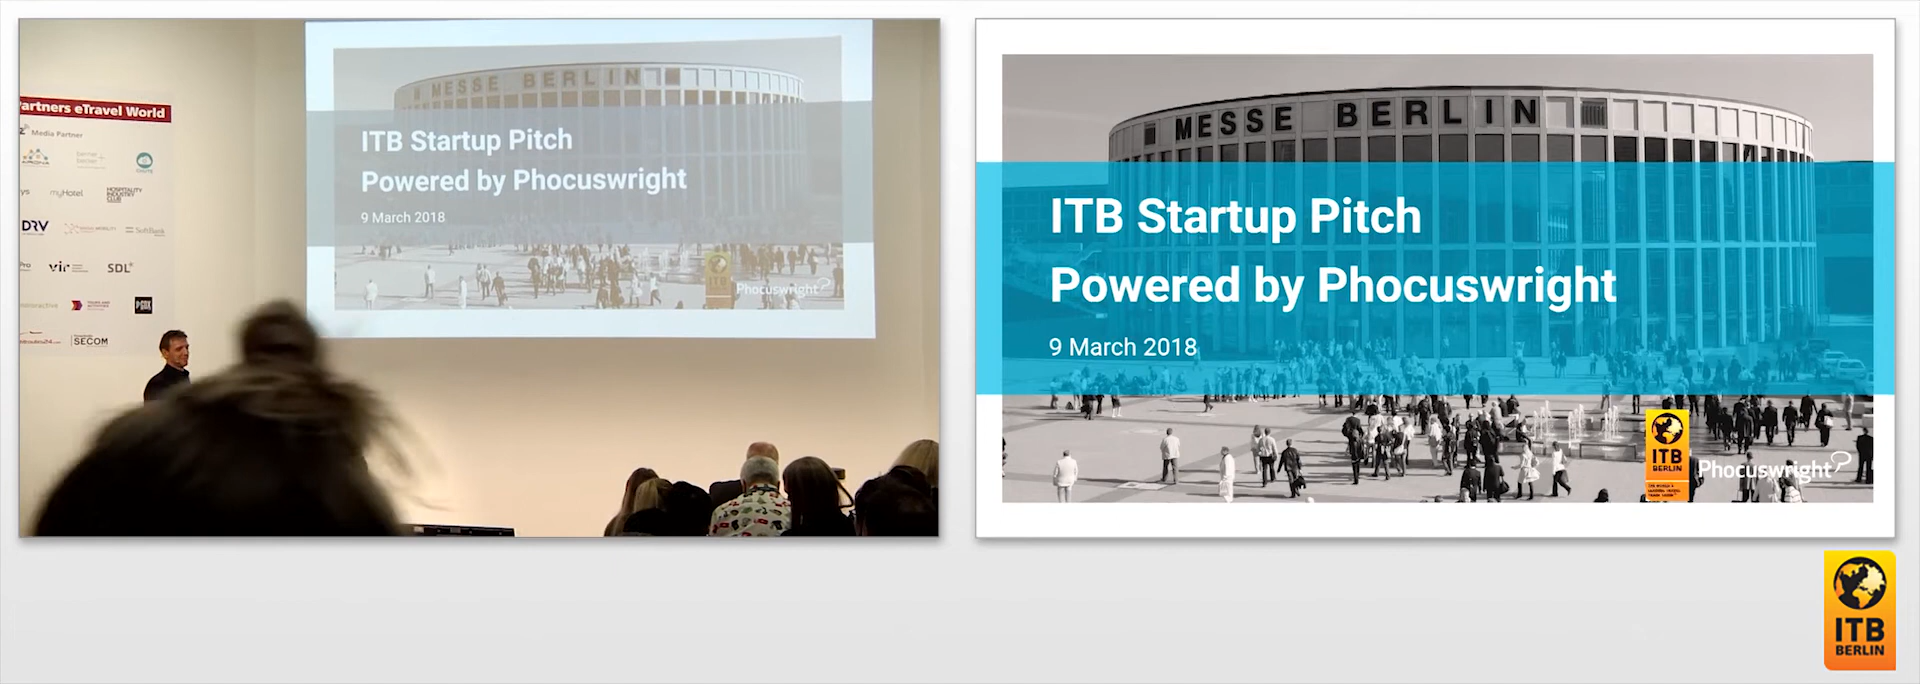 artners eTravel World
Media Partner
myHotel
HOSPITALITY
INDUSTRY
CLUB
DRV
SoftBank
vir
SDL*
SECOM
MESSE BERLIN
ITB Startup Pitch
Powered by Phocuswright
9 March 2018
ITB
Phocuswright
MESSE BERLIN
ITB Startup Pitch
Powered by Phocuswright
9 March 2018
ITB
BERLIN
Phocuswright
ITB
BERLIN